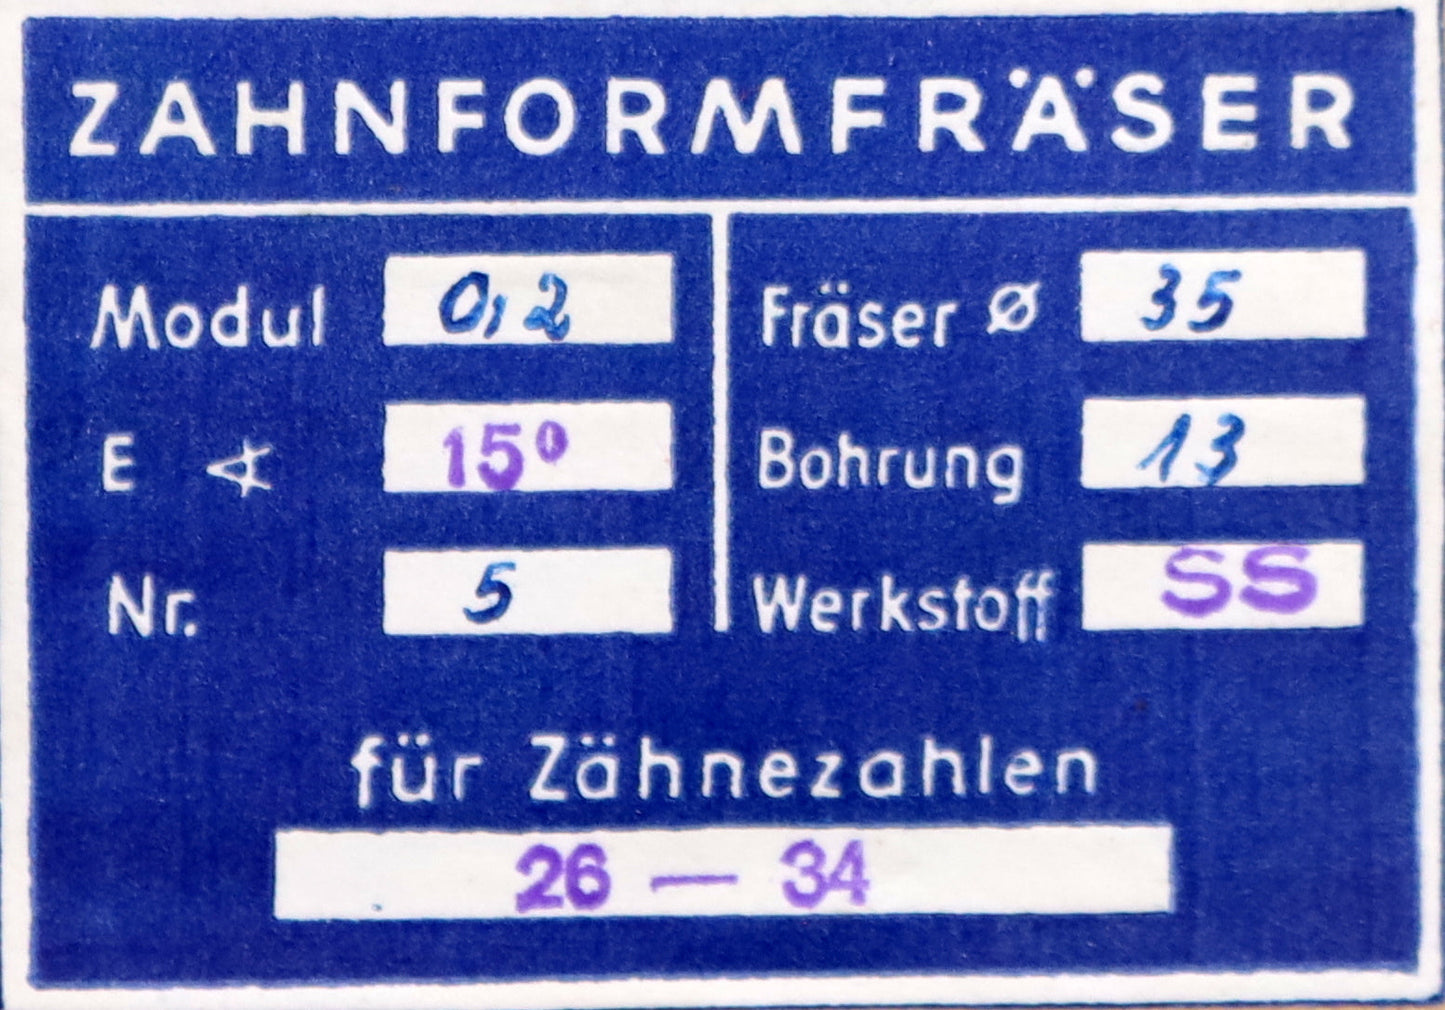 ZAHNFORMFRÄSER
Modul 0,2
E ∢ 15°
Nr. 5
Fräser ⌀ 35
Bohrung 13
Werkstoff SS
für Zähnezahlen
26 — 34